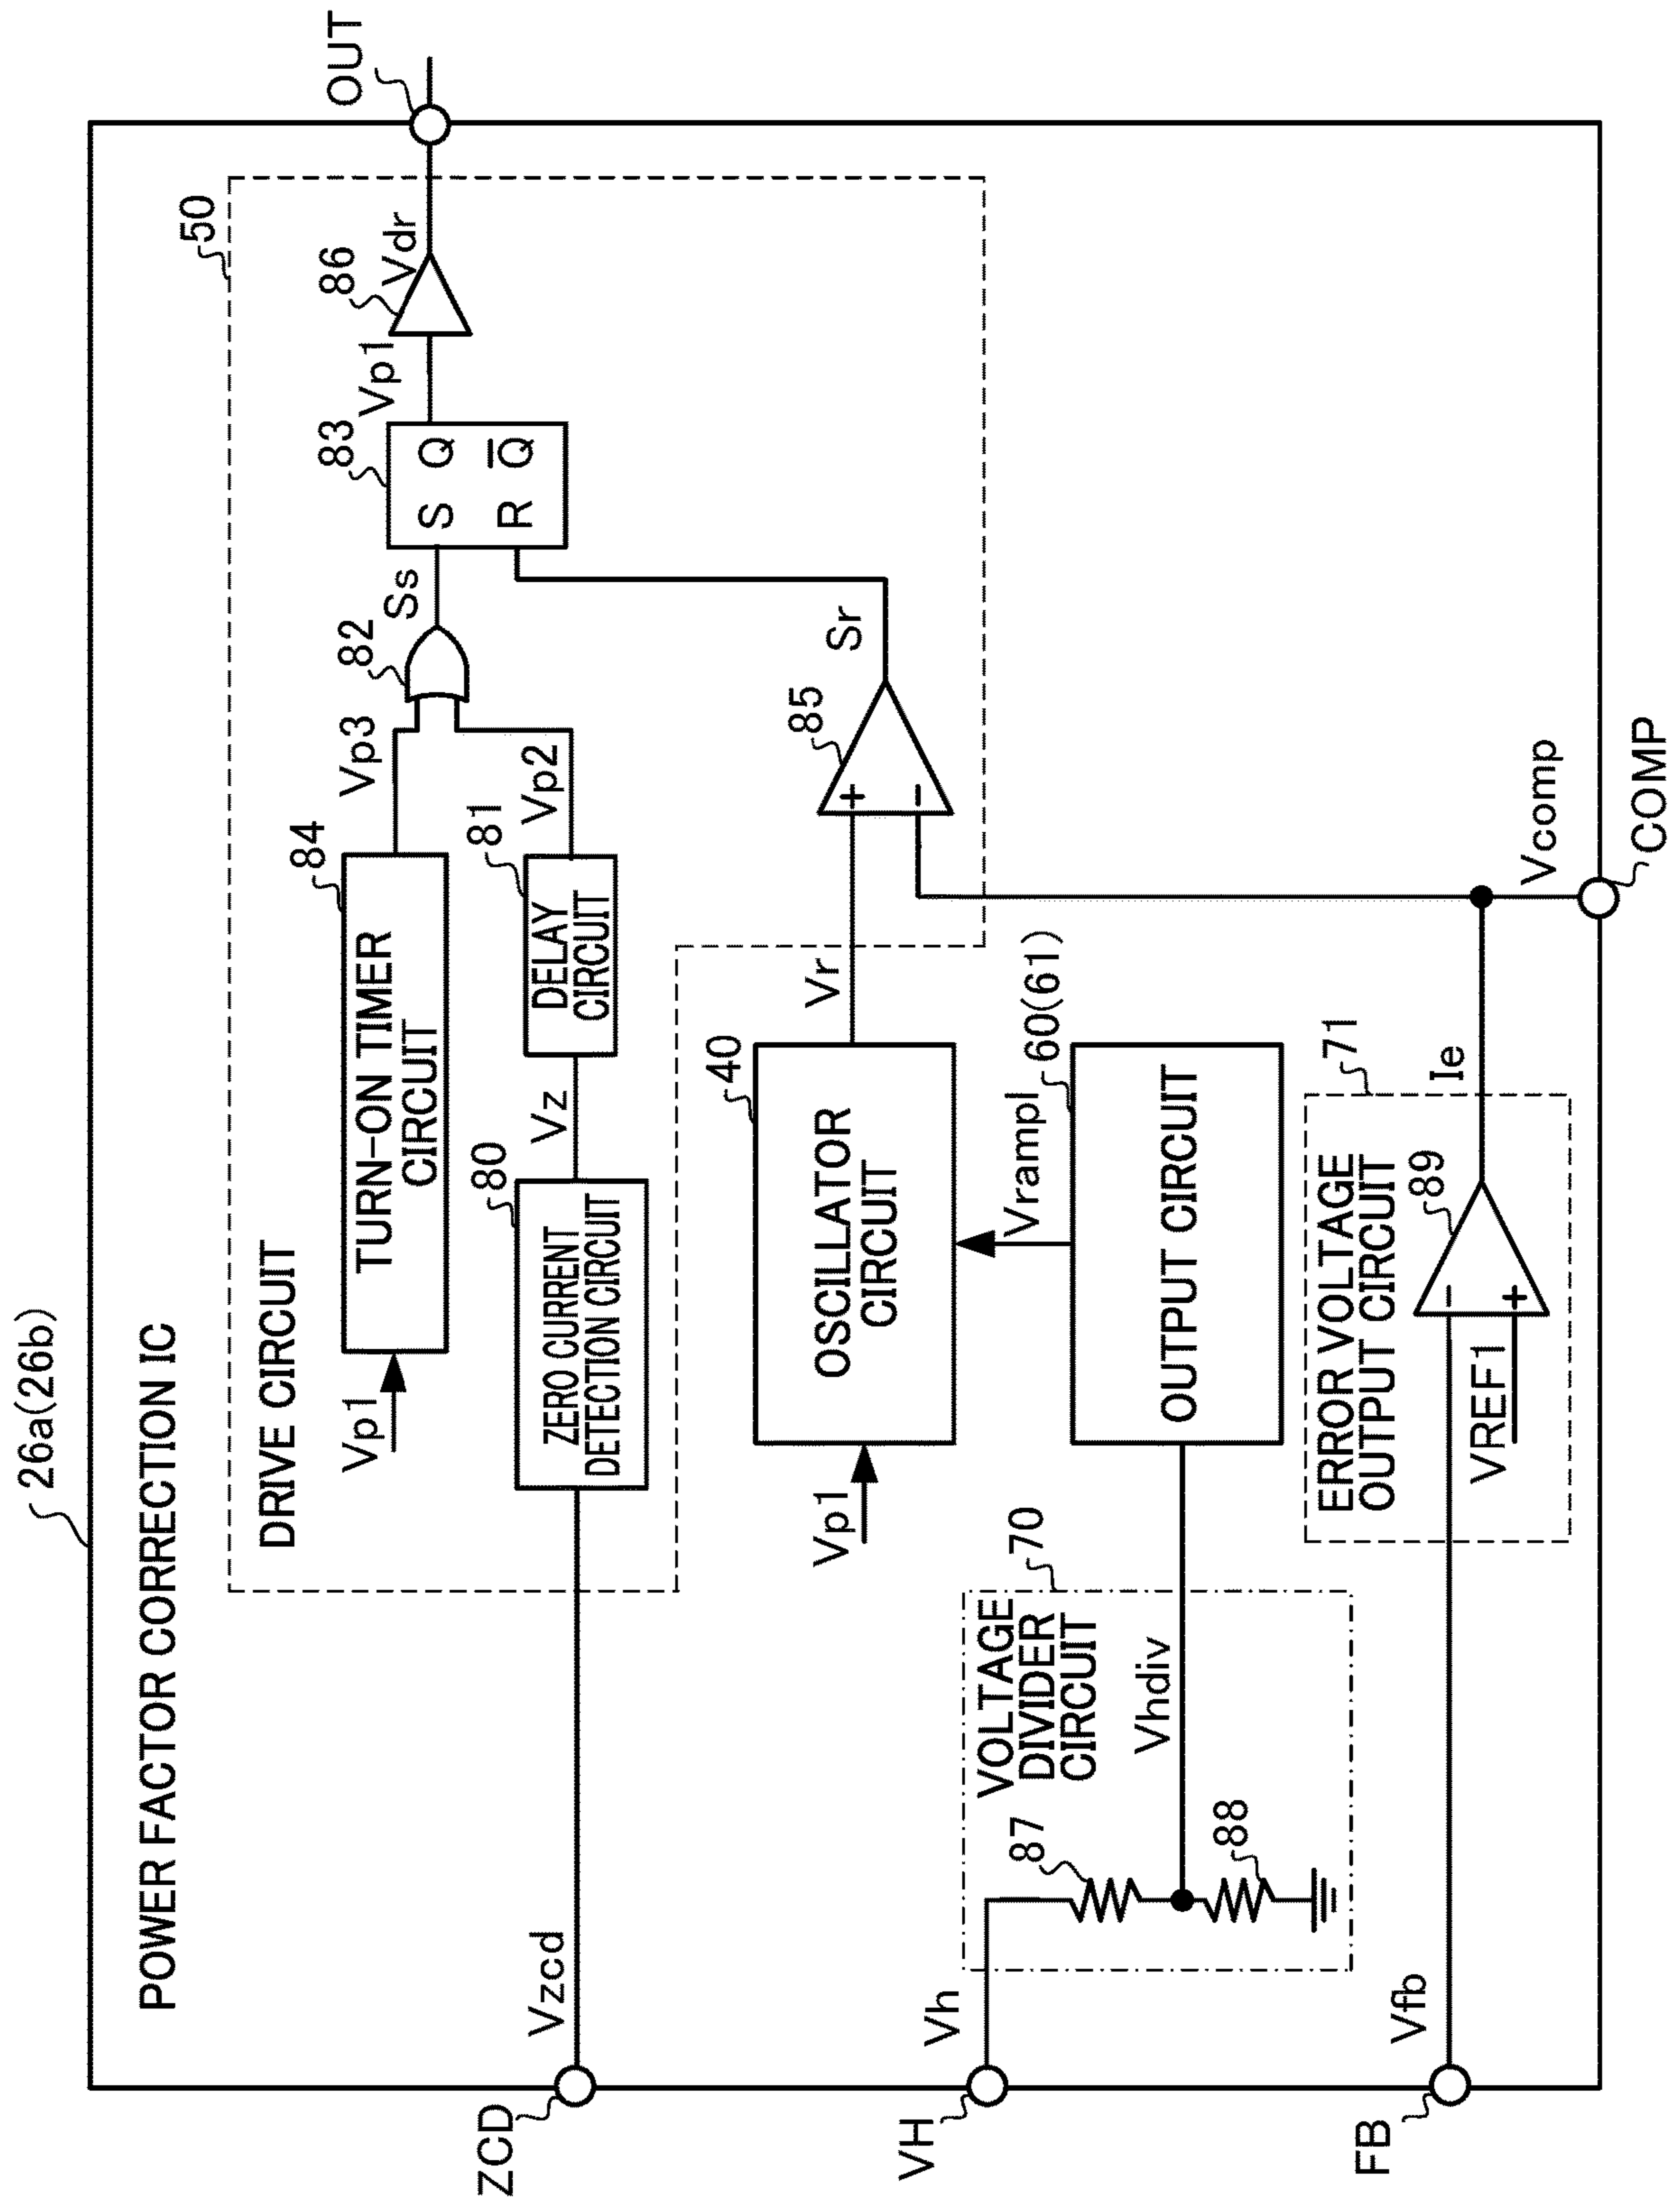 26a(26b)
POWER FACTOR CORRECTION IC
50
DRIVE CIRCUIT
Vp1
84
TURN-ON TIMER
CIRCUIT
Vp3
82
Ss
83
S Q
R Q̅
Vp1
86
Vdr
OUT
ZCD
Vzcd
80
ZERO CURRENT
DETECTION CIRCUIT
Vz
81
DELAY
CIRCUIT
Vp2
Vp1
40
OSCILLATOR
CIRCUIT
Vr
85
+
-
Sr
VH
Vh
70
VOLTAGE
DIVIDER
CIRCUIT
87
88
Vhdiv
Vrampl
60(61)
OUTPUT CIRCUIT
71
ERROR VOLTAGE
OUTPUT CIRCUIT
FB
Vfb
VREF1
-
+
89
Ie
Vcomp
COMP